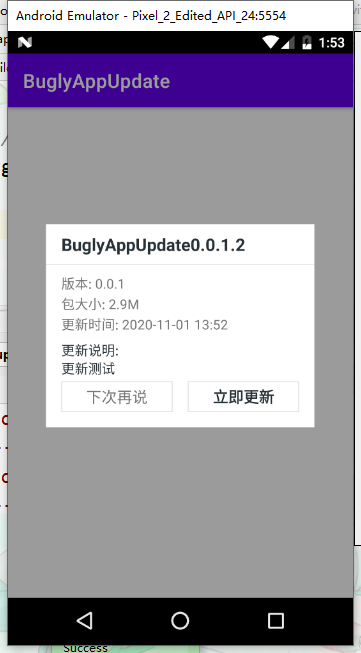 Android Emulator - Pixel_2_Edited_API_24:5554
1:53
BuglyAppUpdate
BuglyAppUpdate0.0.1.2
版本: 0.0.1
包大小: 2.9M
更新时间: 2020-11-01 13:52
更新说明:
更新测试
下次再说
立即更新
Success